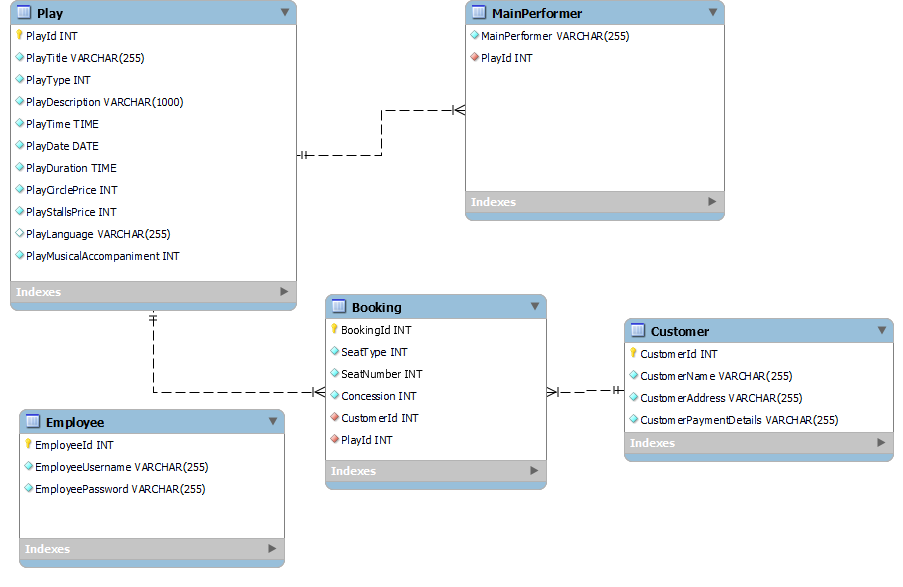 Play
PlayId INT
PlayTitle VARCHAR(255)
PlayType INT
PlayDescription VARCHAR(1000)
PlayTime TIME
PlayDate DATE
PlayDuration TIME
PlayCirclePrice INT
PlayStallsPrice INT
PlayLanguage VARCHAR(255)
PlayMusicalAccompaniment INT
Indexes
MainPerformer
MainPerformer VARCHAR(255)
PlayId INT
Indexes
Booking
BookingId INT
SeatType INT
SeatNumber INT
Concession INT
CustomerId INT
PlayId INT
Indexes
Customer
CustomerId INT
CustomerName VARCHAR(255)
CustomerAddress VARCHAR(255)
CustomerPaymentDetails VARCHAR(255)
Indexes
Employee
EmployeeId INT
EmployeeUsername VARCHAR(255)
EmployeePassword VARCHAR(255)
Indexes